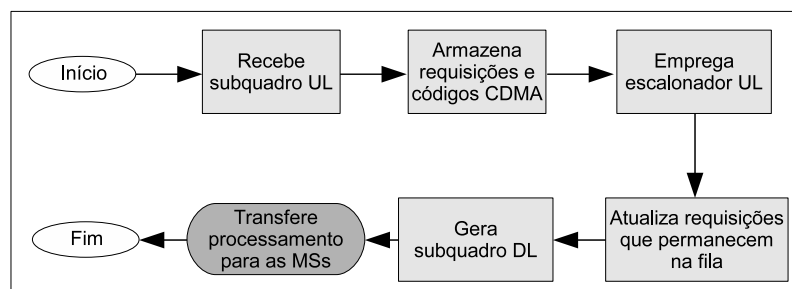 Início
Recebe
subquadro UL
Armazena
requisições e
códigos CDMA
Emprega
escalonador UL
Atualiza requisições
que permanecem
na fila
Gera
subquadro DL
Transfere
processamento
para as MSs
Fim